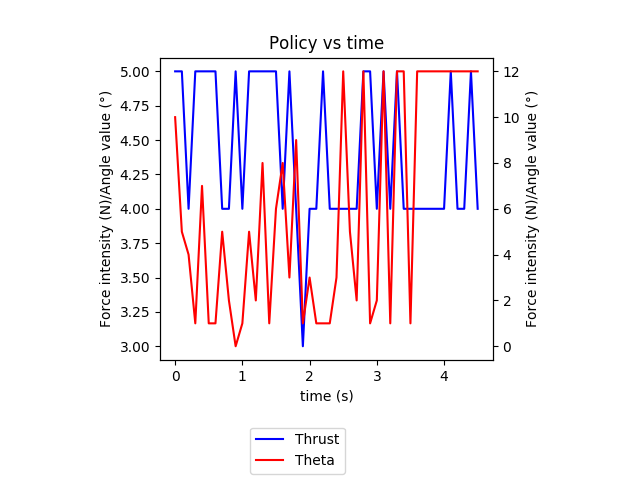 Policy vs time
5.00
4.75
4.50
4.25
4.00
3.75
3.50
3.25
3.00
Force intensity (N)/Angle value (°)
12
10
8
6
4
2
0
Force intensity (N)/Angle value (°)
0 1 2 3 4
time (s)
Thrust
Theta